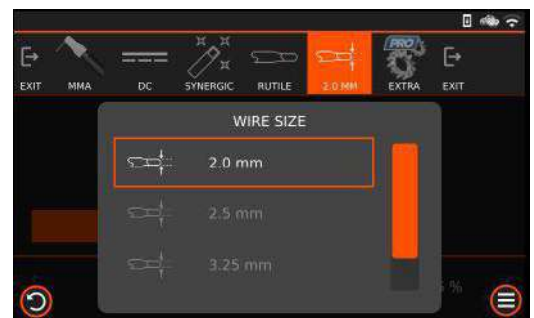 EXIT MMA DC SYNERGIC RUTILE 2.0 MM PRO EXTRA EXIT
WIRE SIZE
2.0 mm
2.5 mm
3.25 mm
%